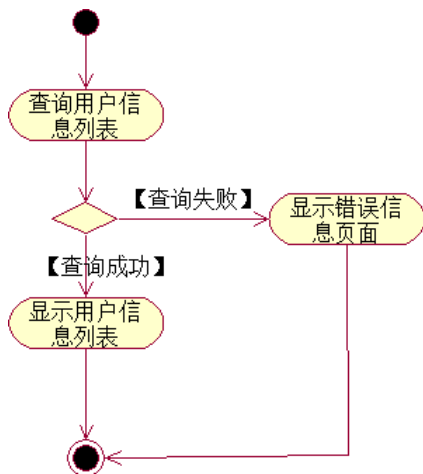 查询用户信
息列表
【查询失败】
显示错误信
息页面
【查询成功】
显示用户信
息列表